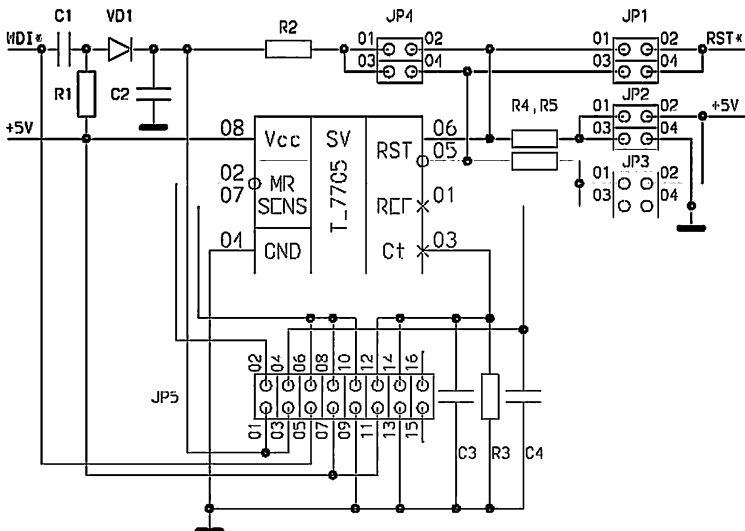 C1 VD1 JP4 JP1
WDI* R2 01 02 01 02 RST*
03 04 03 04
R1 C2 R4,R5 JP2
+5V 08 Vcc SV 06 01 02 +5V
RST 05 03 04
02 MR JP3
07 SENS REF 01 01 02
T_7705 03 04
04 GND Ct 03
02 04 06 08 10 12 14 16
JP5
01 03 05 07 09 11 13 15
C3 R3 C4